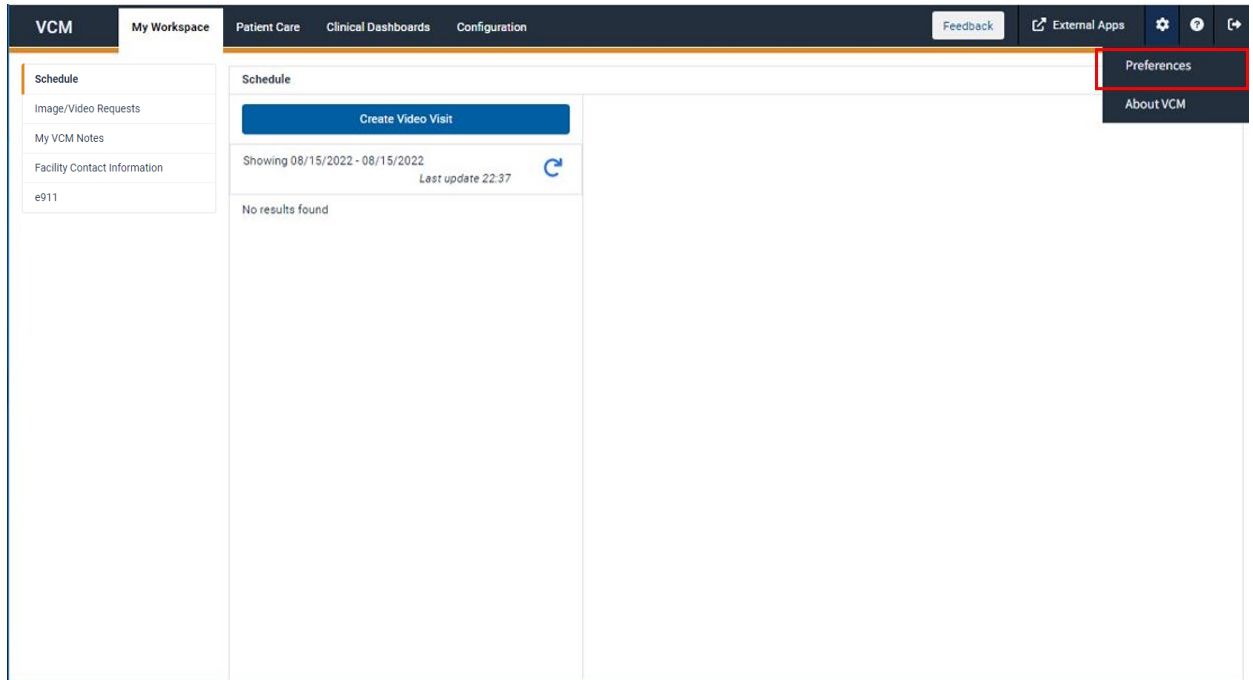 VCM My Workspace Patient Care Clinical Dashboards Configuration Feedback External Apps
Preferences
About VCM
Schedule
Image/Video Requests
My VCM Notes
Facility Contact Information
e911
Schedule
Create Video Visit
Showing 08/15/2022 - 08/15/2022
Last update 22:37
No results found